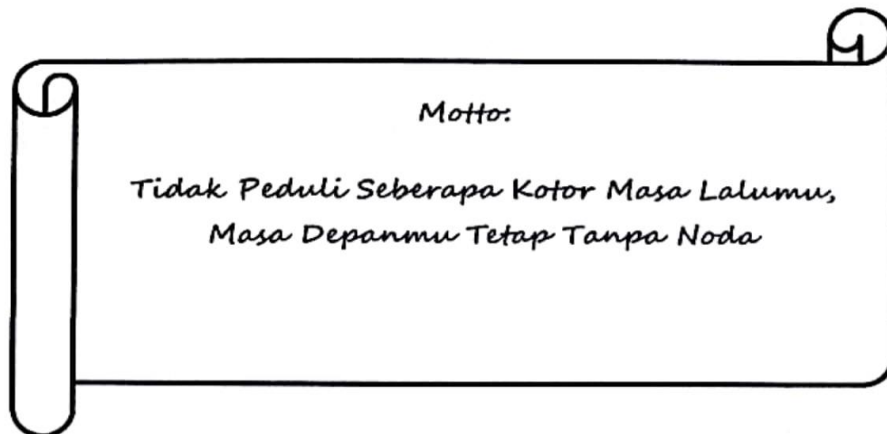 Motto:
Tidak Peduli Seberapa Kotor Masa Lalumu,
Masa Depanmu Tetap Tanpa Noda